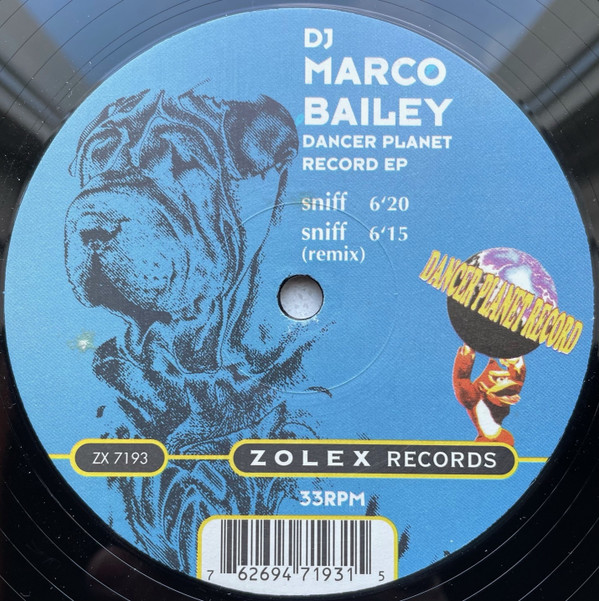 DJ
MARCO
BAILEY
DANCER PLANET
RECORD EP
sniff 6'20
sniff 6'15
(remix)
DANCER PLANET RECORD
ZX 7193
ZOLEX RECORDS
33RPM
7 62694 71931 5